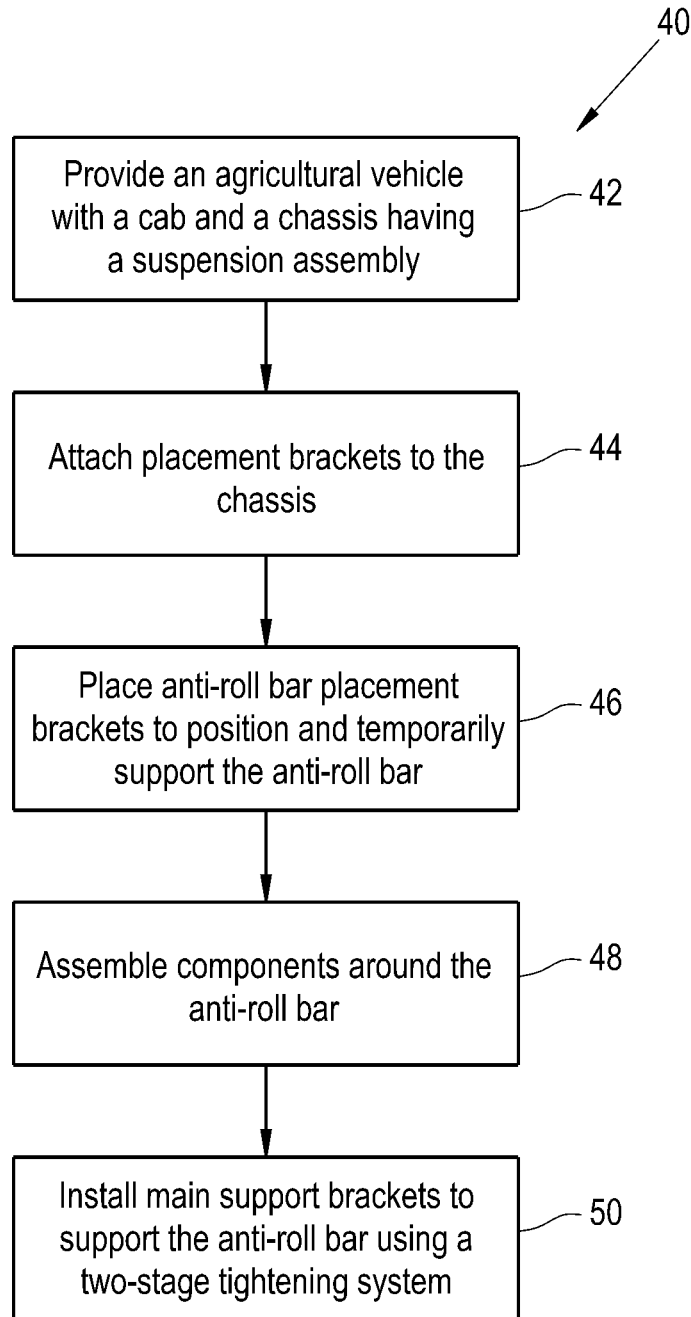 40
Provide an agricultural vehicle
with a cab and a chassis having
a suspension assembly
42
Attach placement brackets to the
chassis
44
Place anti-roll bar placement
brackets to position and temporarily
support the anti-roll bar
46
Assemble components around the
anti-roll bar
48
Install main support brackets to
support the anti-roll bar using a
two-stage tightening system
50